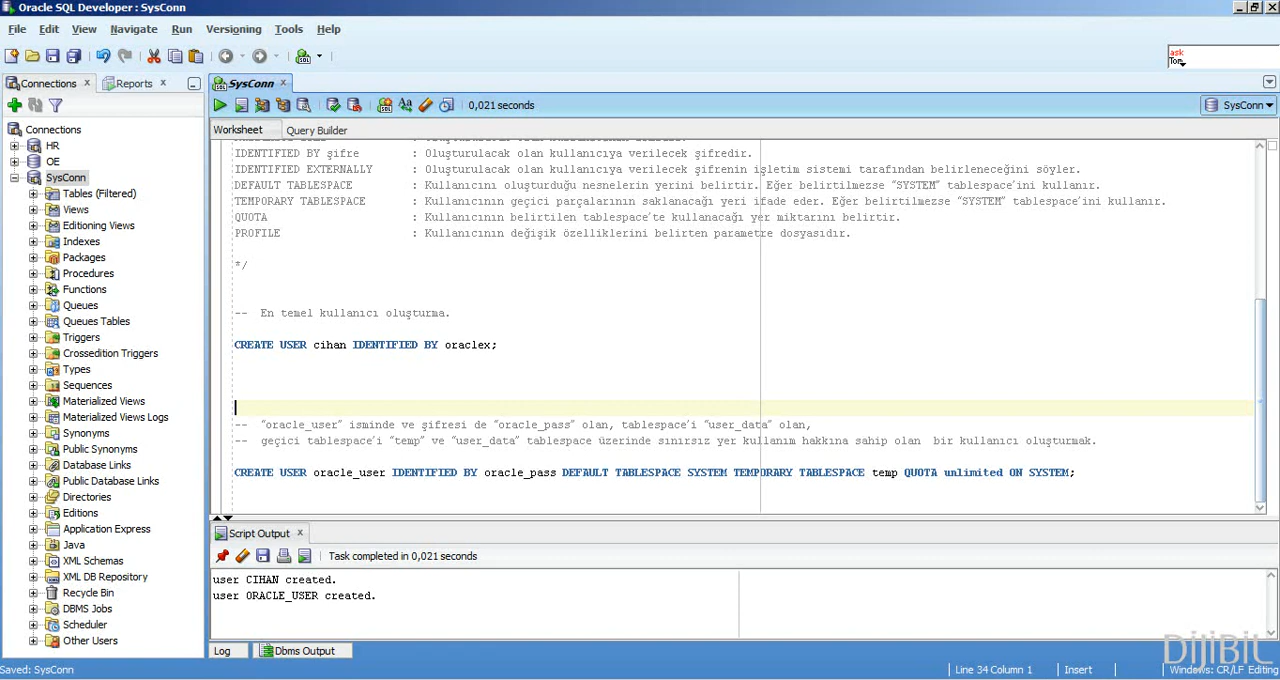 Oracle SQL Developer : SysConn
File Edit View Navigate Run Versioning Tools Help
ask
Tom
Connections Reports SysConn
0,021 seconds SysConn
Worksheet Query Builder
Connections
HR
OE
SysConn
Tables (Filtered)
Views
Editioning Views
Indexes
Packages
Procedures
Functions
Queues
Queues Tables
Triggers
Crossedition Triggers
Types
Sequences
Materialized Views
Materialized Views Logs
Synonyms
Public Synonyms
Database Links
Public Database Links
Directories
Editions
Application Express
Java
XML Schemas
XML DB Repository
Recycle Bin
DBMS Jobs
Scheduler
Other Users
IDENTIFIED BY şifre : Oluşturulacak olan kullanıcıya verilecek şifredir.
IDENTIFIED EXTERNALLY : Oluşturulacak olan kullanıcıya verilecek şifrenin işletim sistemi tarafından belirleneceğini söyler.
DEFAULT TABLESPACE : Kullanıcını oluşturduğu nesnelerin yerini belirtir. Eğer belirtilmezse “SYSTEM” tablespace’ini kullanır.
TEMPORARY TABLESPACE : Kullanıcının geçici parçalarının saklanacağı yeri ifade eder. Eğer belirtilmezse “SYSTEM” tablespace’ini kullanır.
QUOTA : Kullanıcının belirtilen tablespace’te kullanacağı yer miktarını belirtir.
PROFILE : Kullanıcının değişik özelliklerini belirten parametre dosyasıdır.
*/
-- En temel kullanıcı oluşturma.
CREATE USER cihan IDENTIFIED BY oraclex;
-- “oracle_user” isminde ve şifresi de “oracle_pass” olan, tablespace’i “user_data” olan,
-- geçici tablespace’i “temp” ve “user_data” tablespace üzerinde sınırsız yer kullanım hakkına sahip olan bir kullanıcı oluşturmak.
CREATE USER oracle_user IDENTIFIED BY oracle_pass DEFAULT TABLESPACE SYSTEM TEMPORARY TABLESPACE temp QUOTA unlimited ON SYSTEM;
Script Output
Task completed in 0,021 seconds
user CIHAN created.
user ORACLE_USER created.
Log Dbms Output
DijiBiL
Saved: SysConn Line 34 Column 1 Insert Windows: CR/LF Editing